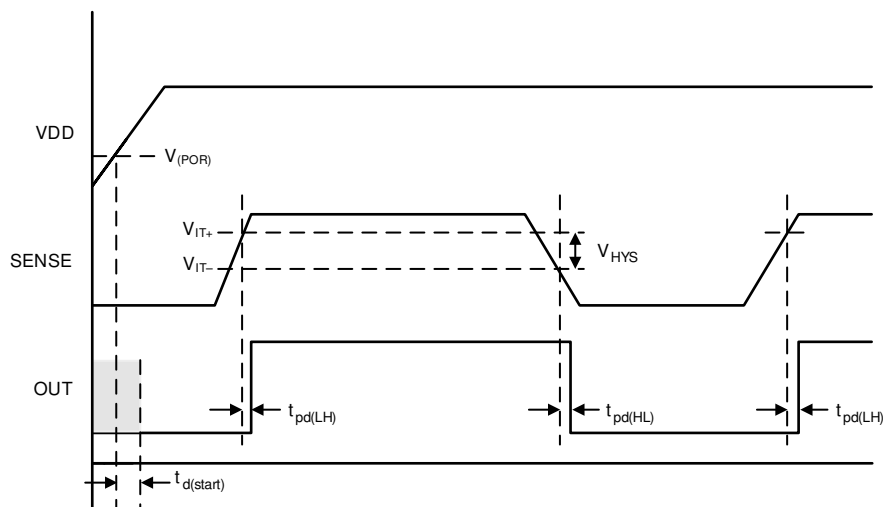 VDD
V(POR)
VIT+
SENSE
VIT–
VHYS
OUT
tpd(LH)
tpd(HL)
tpd(LH)
td(start)